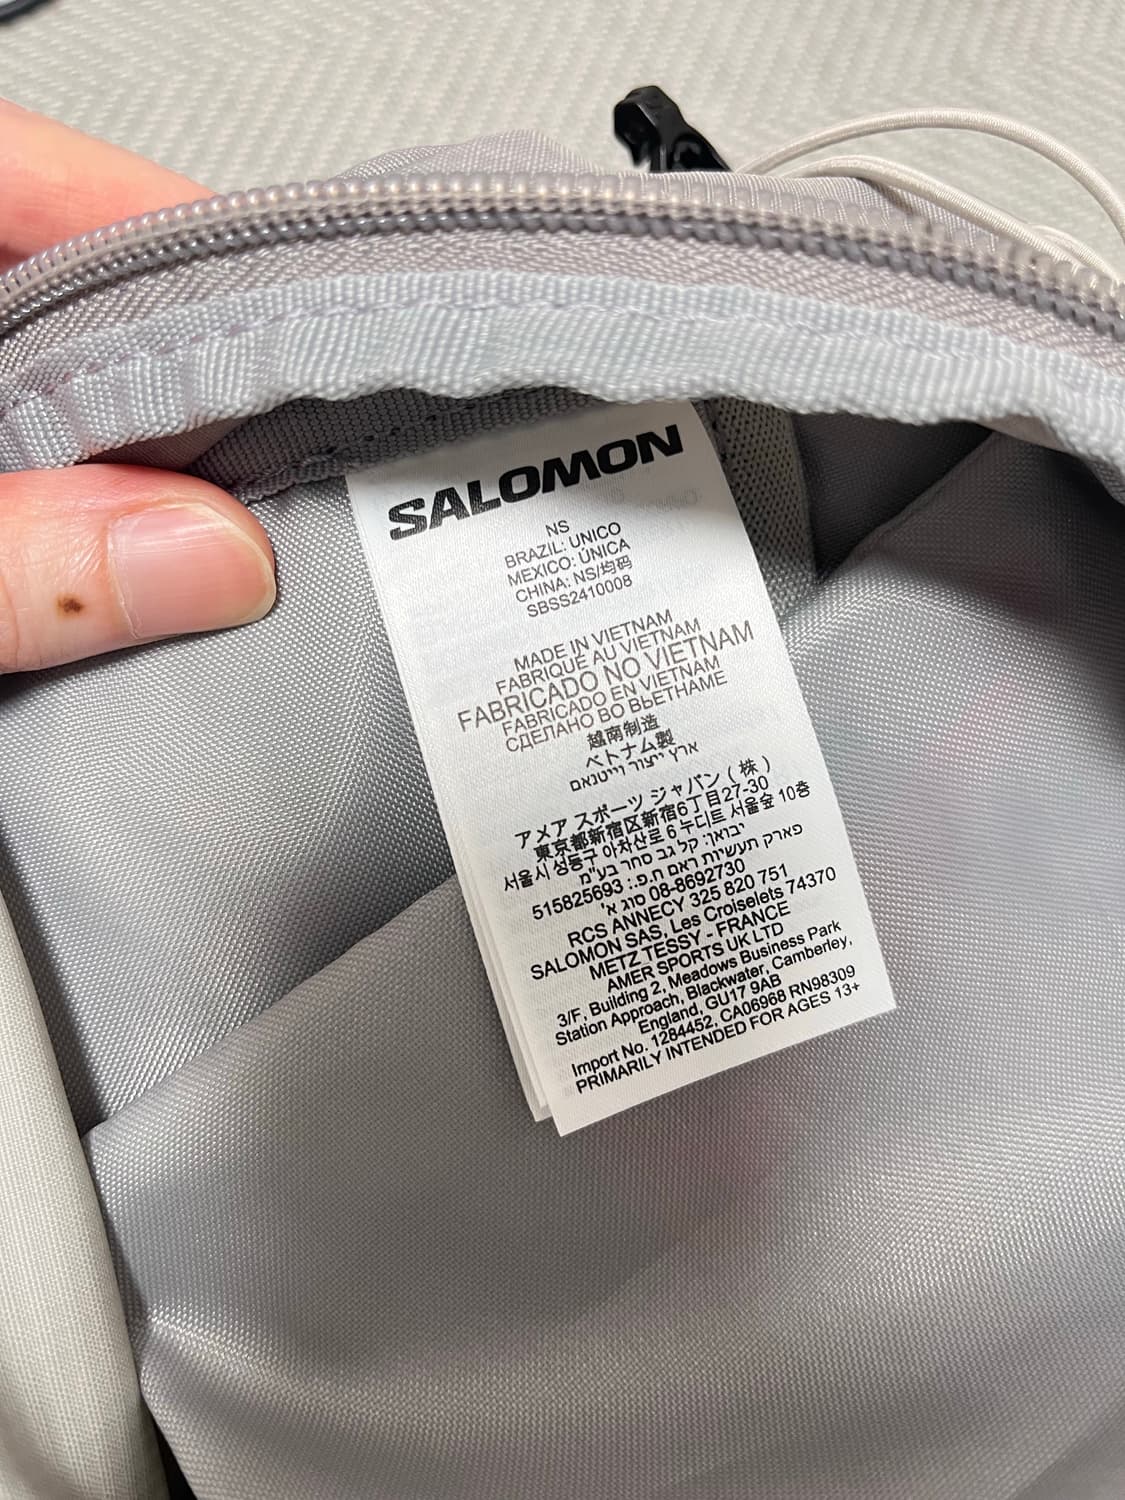 SALOMON
NS
BRAZIL: UNICO
MEXICO: ÚNICA
CHINA: NS/均码
SBSS2410008
MADE IN VIETNAM
FABRIQUÉ AU VIETNAM
FABRICADO NO VIETNAM
FABRICADO EN VIETNAM
СДЕЛАНО ВО ВЬЕТНАМЕ
越南制造
ベトナム製
ארץ ייצור וייטנאם
アメア スポーツ ジャパン ( 株 )
東京都新宿区新宿6丁目27-30
서울시 성동구 아차산로 6 누디트 서울숲 10층
יבואן: קל גב סחר בע"מ
פארק תעשיות ראם ח.פ.: 515825693
סוג א' 08-8692730
RCS ANNECY 325 820 751
SALOMON SAS, Les Croiselets 74370
METZ TESSY - FRANCE
AMER SPORTS UK LTD
3/F, Building 2, Meadows Business Park
Station Approach, Blackwater, Camberley,
England, GU17 9AB
Import No. 1284452, CA06968 RN98309
PRIMARILY INTENDED FOR AGES 13+